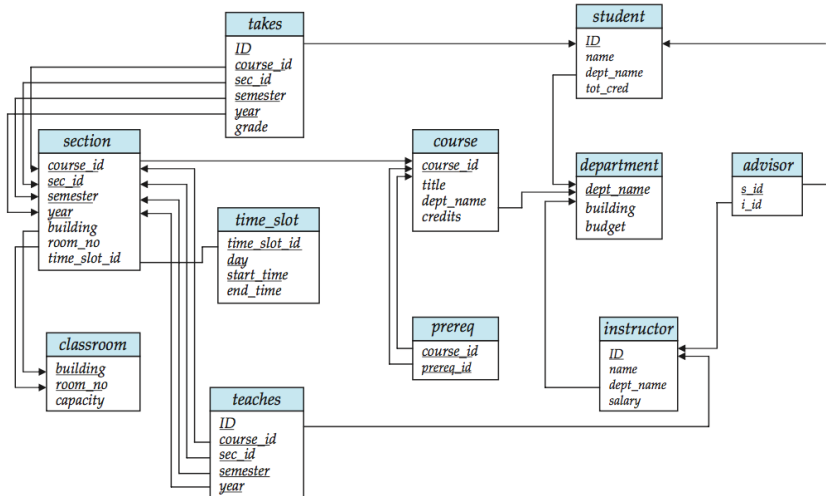 takes
ID
course_id
sec_id
semester
year
grade
student
ID
name
dept_name
tot_cred
section
course_id
sec_id
semester
year
building
room_no
time_slot_id
course
course_id
title
dept_name
credits
department
dept_name
building
budget
advisor
s_id
i_id
time_slot
time_slot_id
day
start_time
end_time
prereq
course_id
prereq_id
instructor
ID
name
dept_name
salary
classroom
building
room_no
capacity
teaches
ID
course_id
sec_id
semester
year